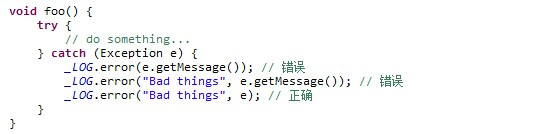 void foo() {
    try {
        // do something...
    } catch (Exception e) {
        _LOG.error(e.getMessage()); // 错误
        _LOG.error("Bad things", e.getMessage()); // 错误
        _LOG.error("Bad things", e); // 正确
    }
}